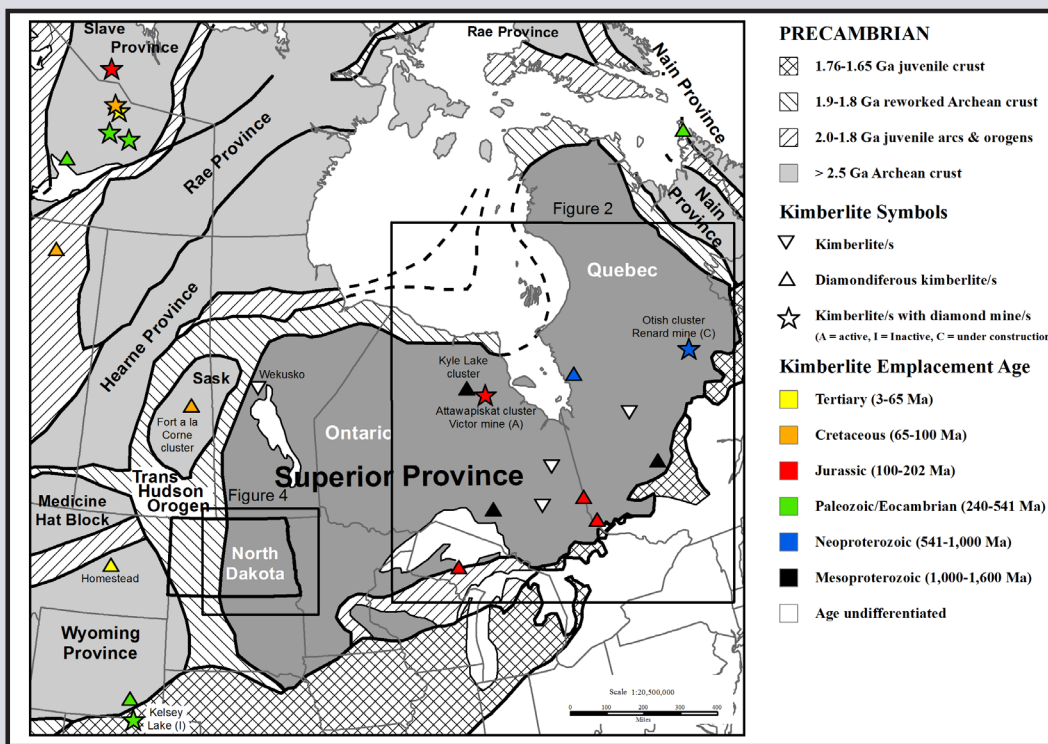 Slave
Province
Rae Province
Nain Province
Rae Province
Nain
Province
Figure 2
Quebec
Hearne Province
Otish cluster
Renard mine (C)
Sask
Wekusko
Kyle Lake
cluster
Fort a la
Corne
cluster
Attawapiskat cluster
Victor mine (A)
Ontario
Superior Province
Trans
Hudson
Orogen
Figure 4
Medicine
Hat Block
North
Dakota
Homestead
Wyoming
Province
Kelsey
Lake (I)
Scale 1:20,500,000
0 100 200 300 400
Miles
PRECAMBRIAN
1.76-1.65 Ga juvenile crust
1.9-1.8 Ga reworked Archean crust
2.0-1.8 Ga juvenile arcs & orogens
> 2.5 Ga Archean crust
Kimberlite Symbols
Kimberlite/s
Diamondiferous kimberlite/s
Kimberlite/s with diamond mine/s
(A = active, I = Inactive, C = under construction
Kimberlite Emplacement Age
Tertiary (3-65 Ma)
Cretaceous (65-100 Ma)
Jurassic (100-202 Ma)
Paleozoic/Eocambrian (240-541 Ma)
Neoproterozoic (541-1,000 Ma)
Mesoproterozoic (1,000-1,600 Ma)
Age undifferentiated